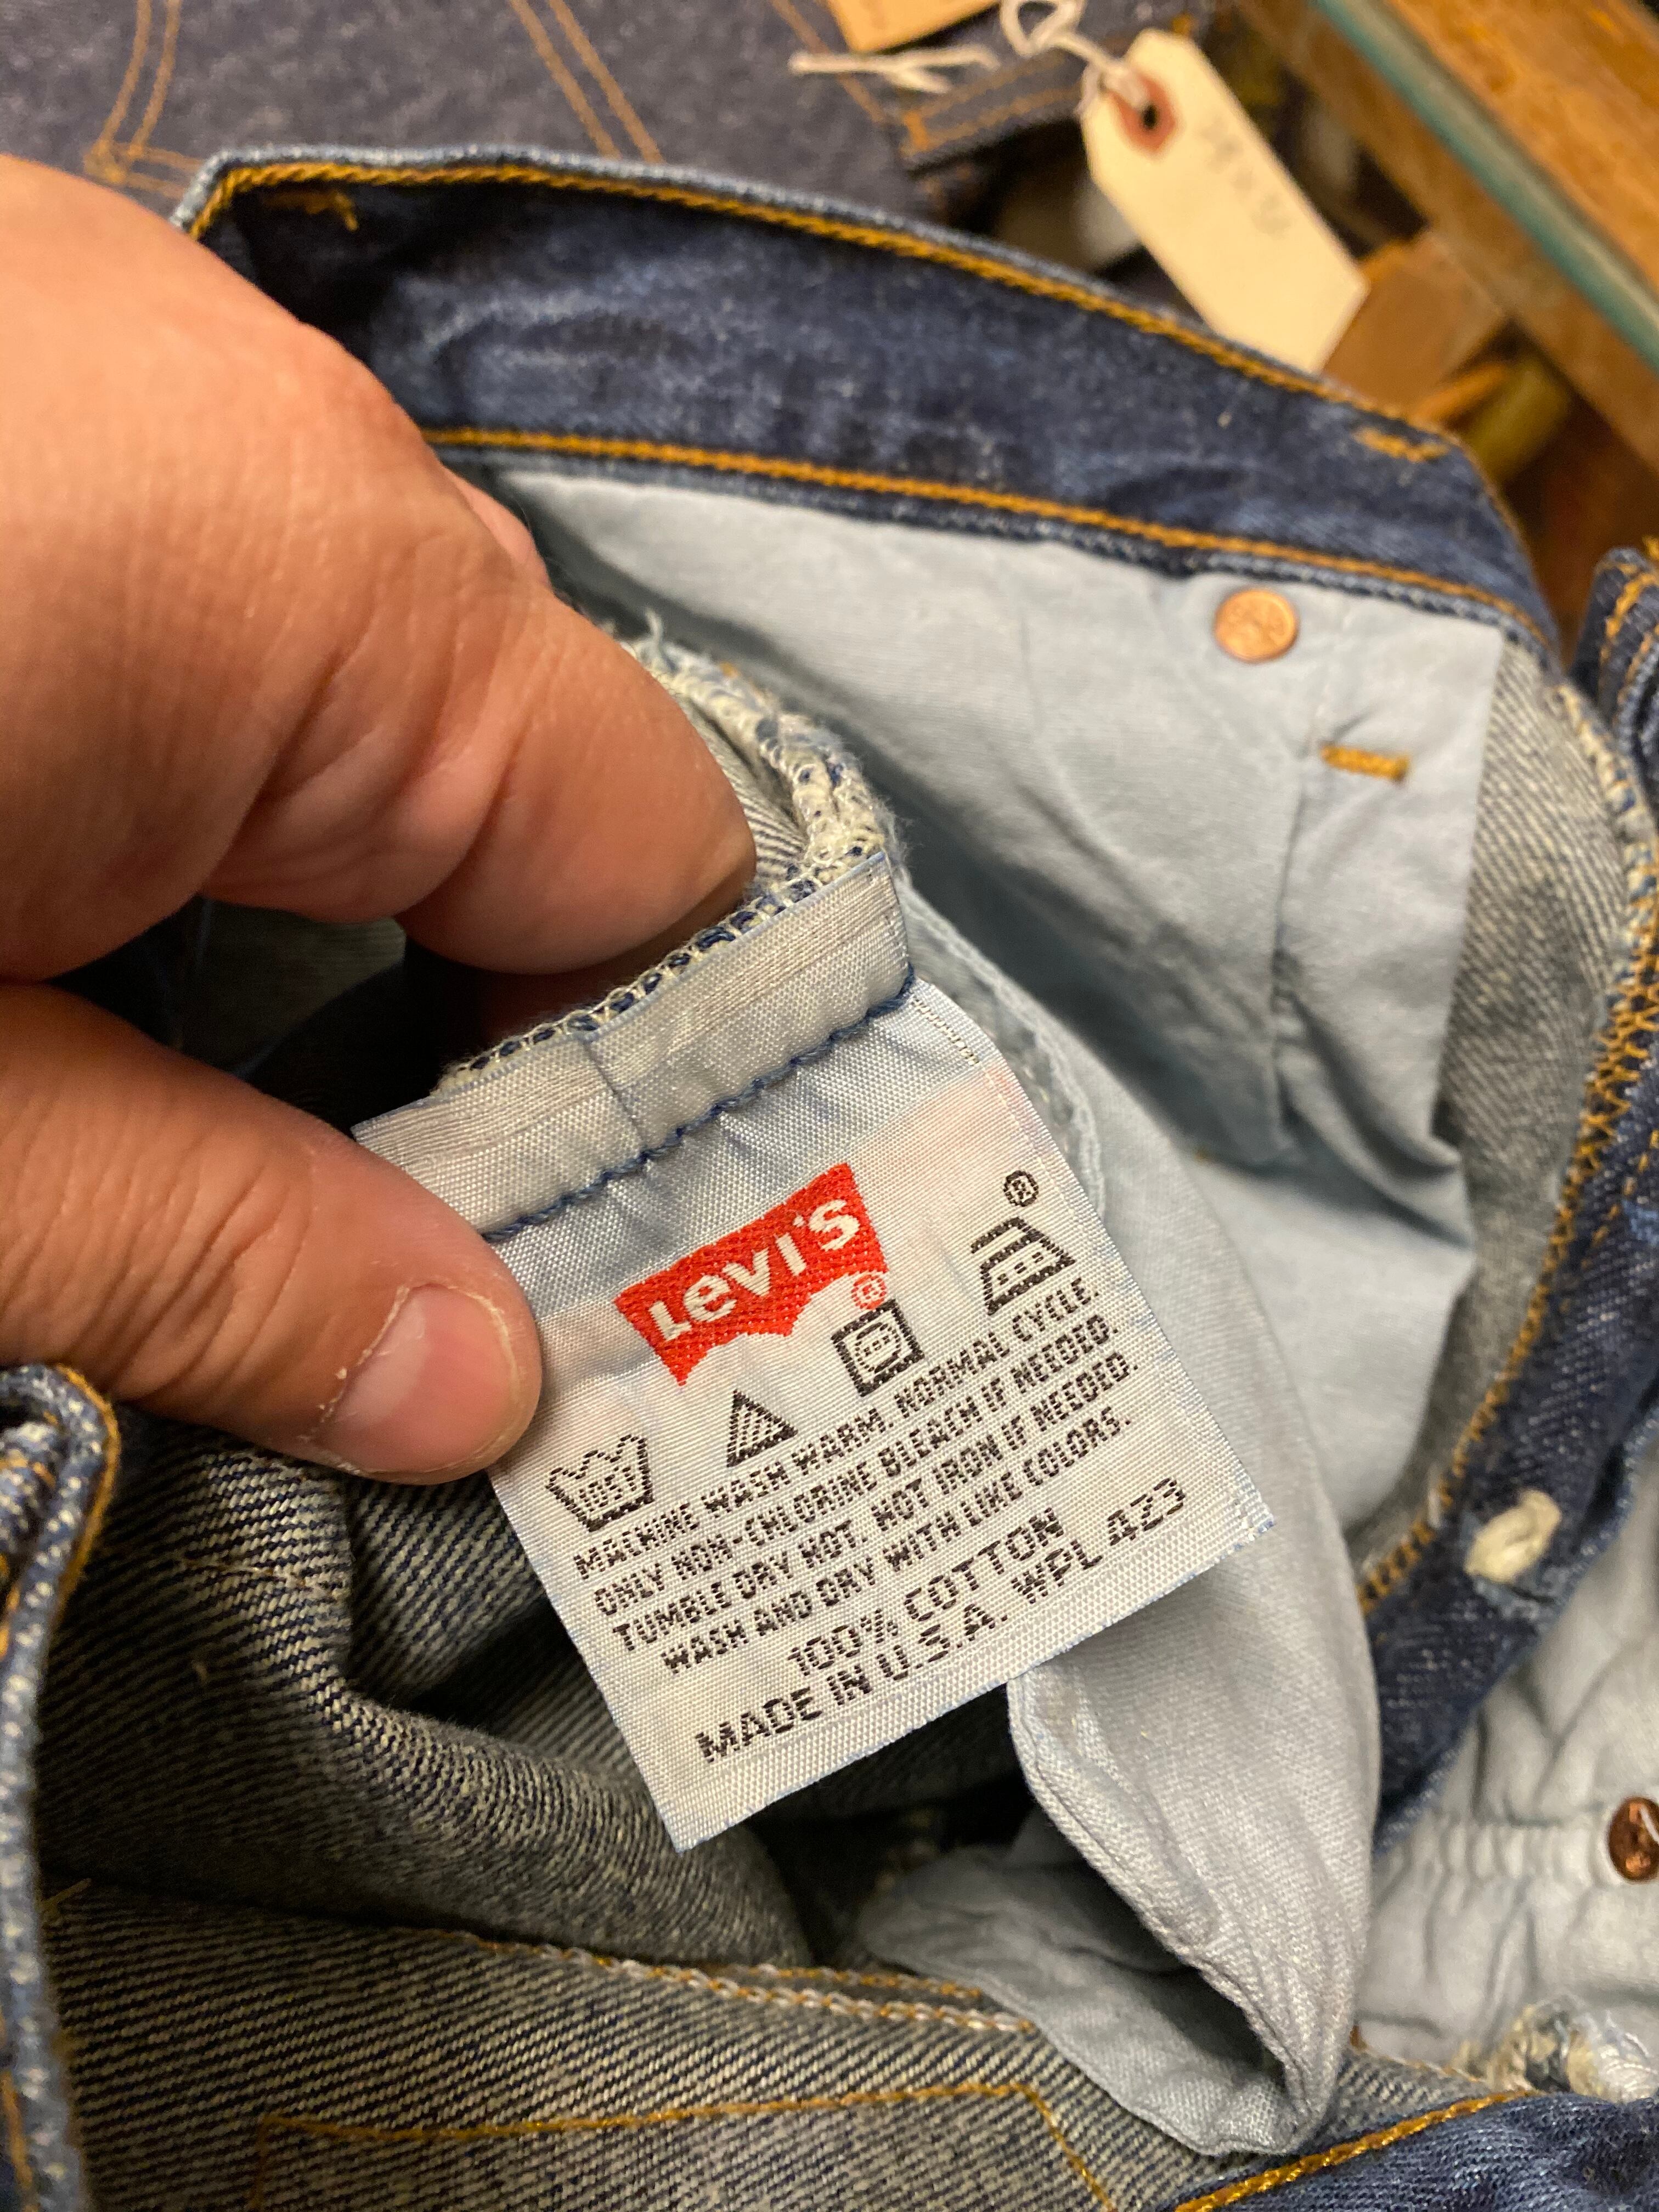 Levi's
®
®
105
MACHINE WASH WARM. NORMAL CYCLE
ONLY NON-CHLORINE BLEACH IF NEEDED.
TUMBLE DRY HOT. HOT IRON IF NEEDED.
WASH AND DRY WITH LIKE COLORS.
100% COTTON
MADE IN U.S.A. WPL 423